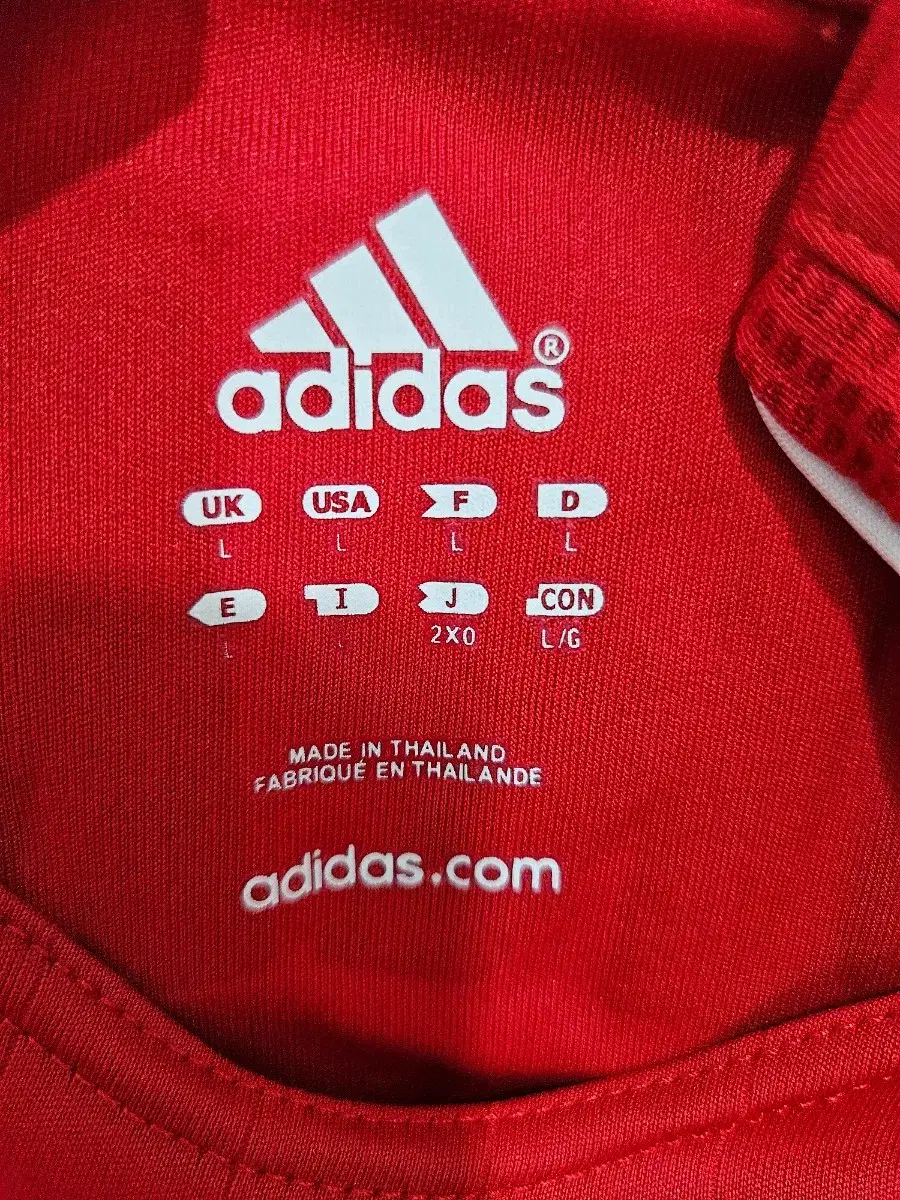 adidas®
UK USA F D
L L L L
E I J CON
L 2XO L/G
MADE IN THAILAND
FABRIQUÉ EN THAILANDE
adidas.com